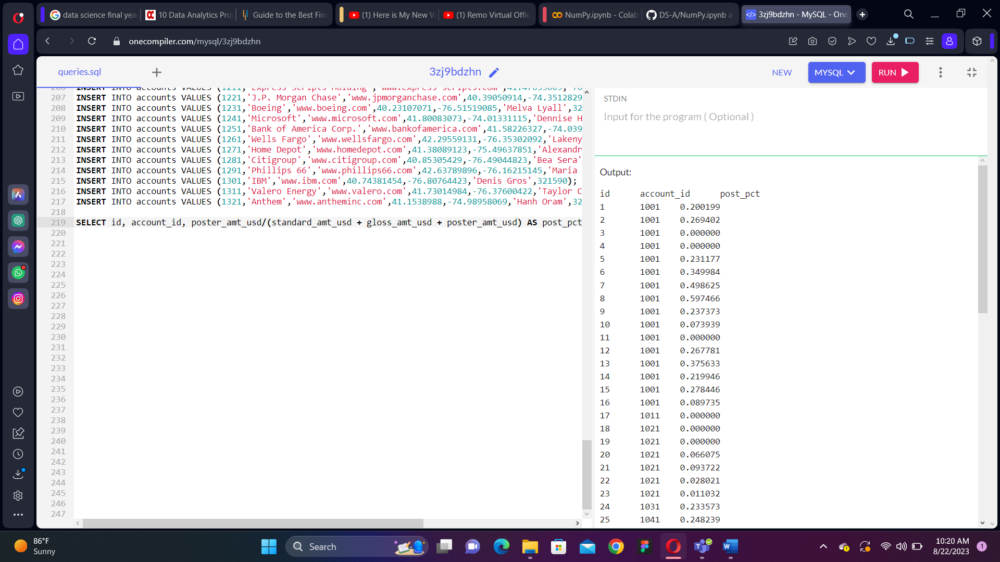 data science final yea
10 Data Analytics Proj
Guide to the Best Fina
(1) Here is My New Vi
(1) Remo Virtual Offic
NumPy.ipynb - Colab
DS-A/NumPy.ipynb a
3zj9bdzhn - MySQL - One
onecompiler.com/mysql/3zj9bdzhn
queries.sql
3zj9bdzhn
NEW
MYSQL
RUN
206 INSERT INTO accounts VALUES (1211,'Express Scripts Holding','www.express-scripts.com',
207 INSERT INTO accounts VALUES (1221,'J.P. Morgan Chase','www.jpmorganchase.com',40.39050914,-74.3512829
208 INSERT INTO accounts VALUES (1231,'Boeing','www.boeing.com',40.23107071,-76.51519085,'Melva Lyall',32
209 INSERT INTO accounts VALUES (1241,'Microsoft','www.microsoft.com',41.80083073,-74.01331115,'Dennise H
210 INSERT INTO accounts VALUES (1251,'Bank of America Corp.','www.bankofamerica.com',41.58226327,-74.039
211 INSERT INTO accounts VALUES (1261,'Wells Fargo','www.wellsfargo.com',42.29559131,-76.35302092,'Lakeny
212 INSERT INTO accounts VALUES (1271,'Home Depot','www.homedepot.com',41.38089123,-75.49637851,'Alexandr
213 INSERT INTO accounts VALUES (1281,'Citigroup','www.citigroup.com',40.85305429,-76.49044823,'Bea Sera'
214 INSERT INTO accounts VALUES (1291,'Phillips 66','www.phillips66.com',42.63789896,-76.16215145,'Maria
215 INSERT INTO accounts VALUES (1301,'IBM','www.ibm.com',40.74381454,-76.80764423,'Denis Gros',321590);
216 INSERT INTO accounts VALUES (1311,'Valero Energy','www.valero.com',41.73014984,-76.37600422,'Taylor C
217 INSERT INTO accounts VALUES (1321,'Anthem','www.antheminc.com',41.1538988,-74.98958069,'Hanh Oram',32
218
219 SELECT id, account_id, poster_amt_usd/(standard_amt_usd + gloss_amt_usd + poster_amt_usd) AS post_pct
220
221
222
223
224
225
226
227
228
229
230
231
232
233
234
235
236
237
238
239
240
241
242
243
244
245
246
247
STDIN
Input for the program ( Optional )
Output:
id account_id post_pct
1 1001 0.200199
2 1001 0.269402
3 1001 0.000000
4 1001 0.000000
5 1001 0.231177
6 1001 0.349984
7 1001 0.498625
8 1001 0.597466
9 1001 0.237373
10 1001 0.073939
11 1001 0.000000
12 1001 0.267781
13 1001 0.375633
14 1001 0.219946
15 1001 0.278446
16 1001 0.089735
17 1011 0.000000
18 1021 0.000000
19 1021 0.000000
20 1021 0.066075
21 1021 0.093722
22 1021 0.028021
23 1021 0.011032
24 1031 0.233573
25 1041 0.248239
86°F
Sunny
Search
10:20 AM
8/22/2023
1